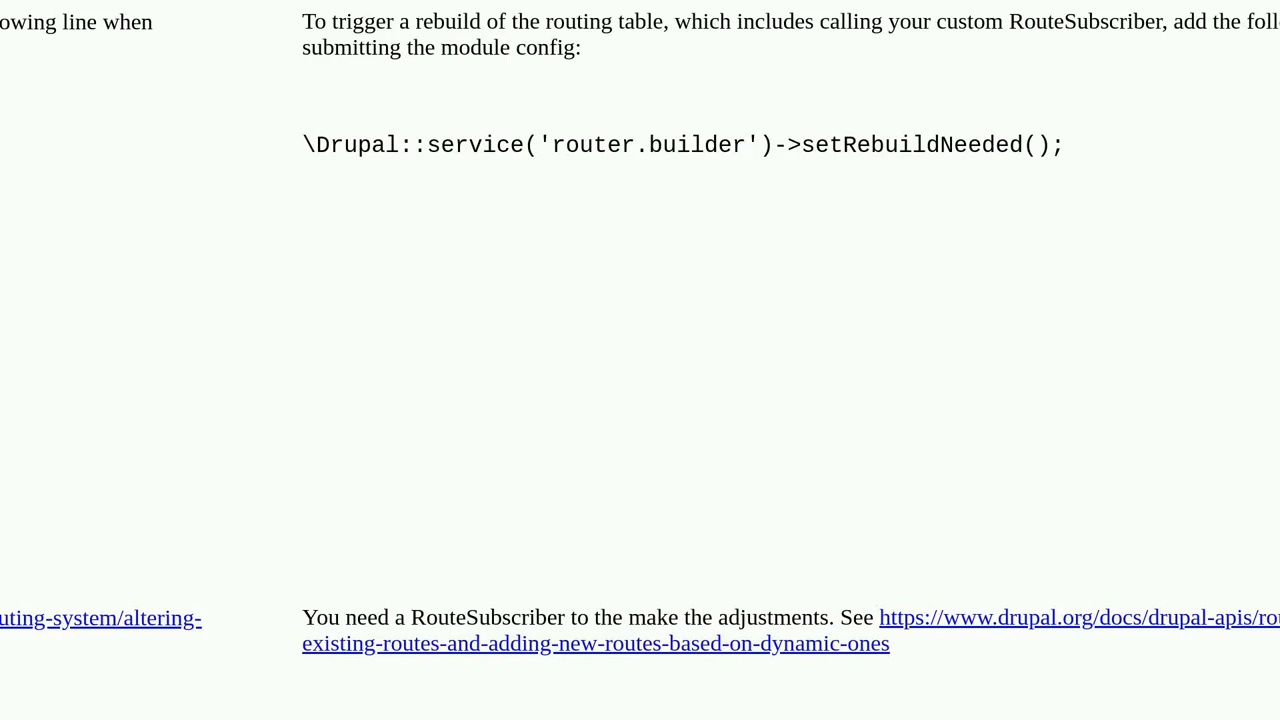 owing line when
To trigger a rebuild of the routing table, which includes calling your custom RouteSubscriber, add the foll
submitting the module config:
\Drupal::service('router.builder')->setRebuildNeeded();
uting-system/altering-
You need a RouteSubscriber to the make the adjustments. See https://www.drupal.org/docs/drupal-apis/rou
existing-routes-and-adding-new-routes-based-on-dynamic-ones